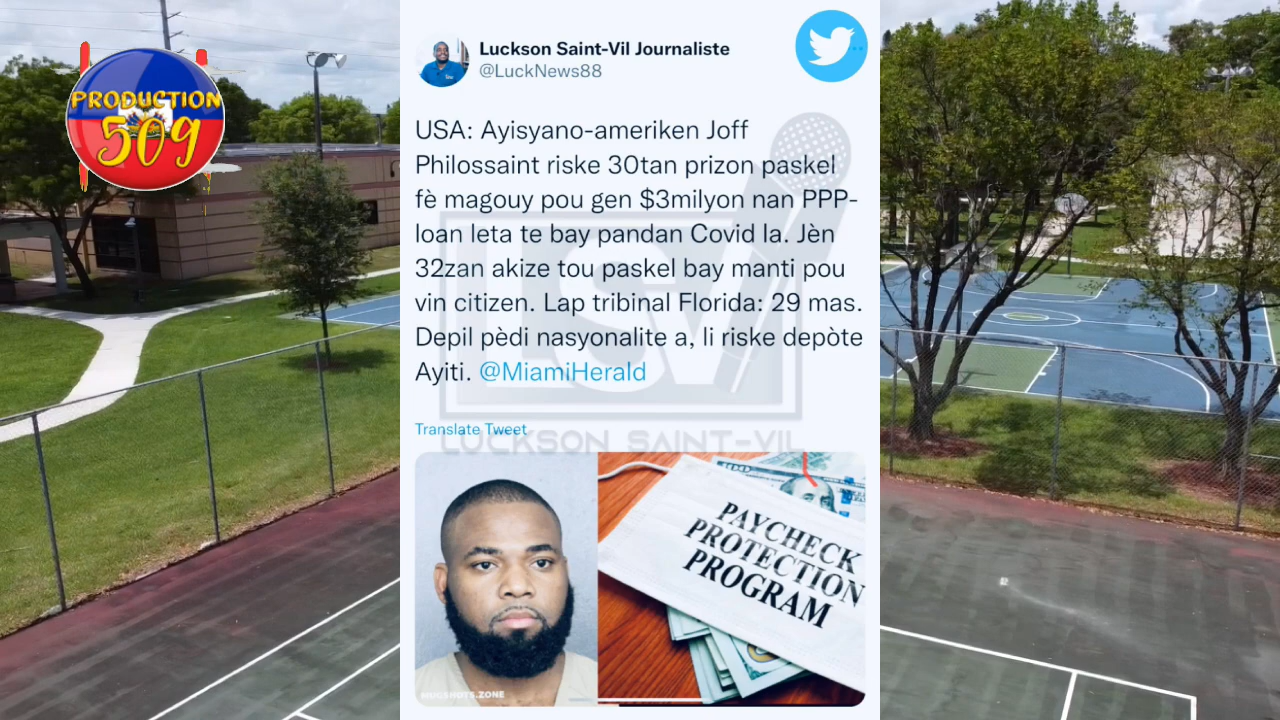 PRODUCTION
509
Luckson Saint-Vil Journaliste
@LuckNews88
USA: Ayisyano-ameriken Joff
Philossaint riske 30tan prizon paskel
fè magouy pou gen $3milyon nan PPP-
loan leta te bay pandan Covid la. Jèn
32zan akize tou paskel bay manti pou
vin citizen. Lap tribinal Florida: 29 mas.
Depil pèdi nasyonalite a, li riske depòte
Ayiti. @MiamiHerald
LSV
Translate Tweet
LUCKSON SAINT-VIL
PAYCHECK
PROTECTION
PROGRAM
MUGSHOTS.ZONE
100